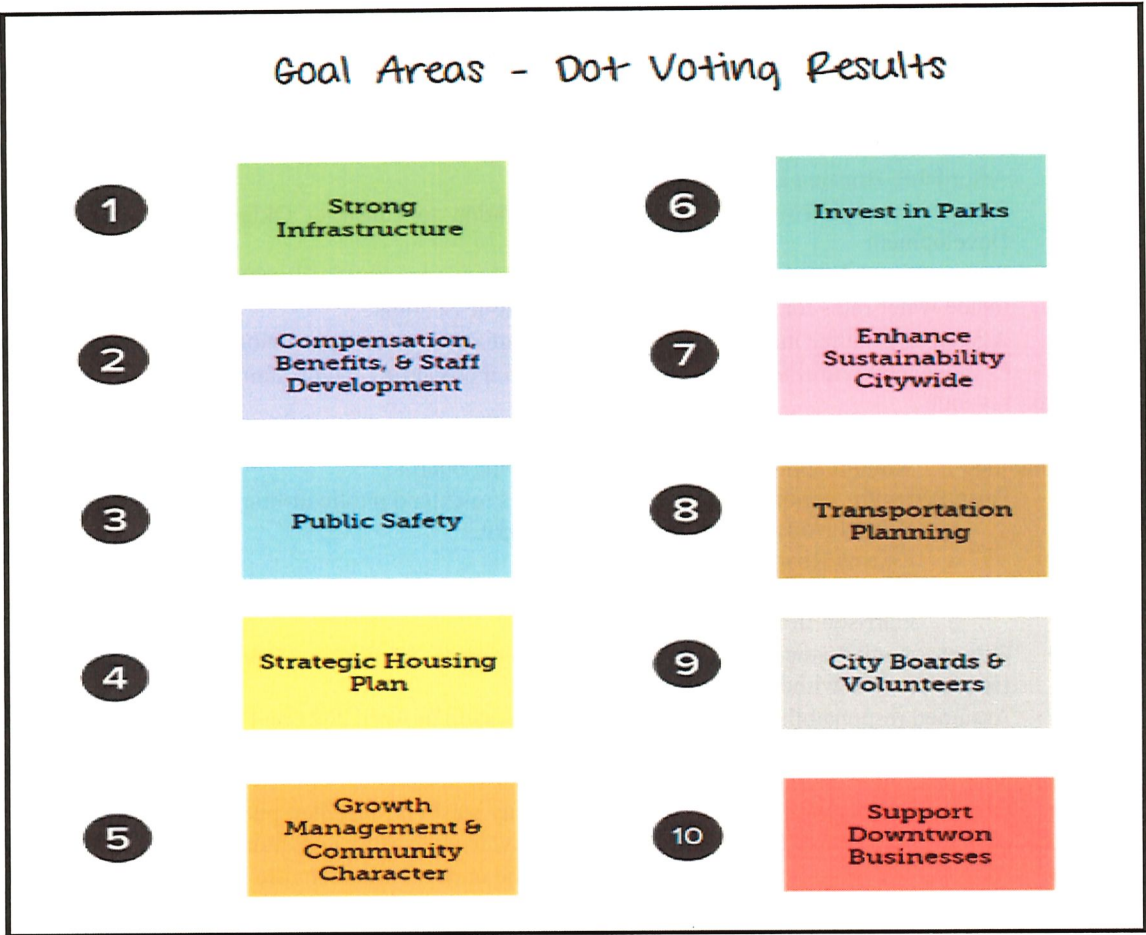 Goal Areas - Dot Voting Results
1
Strong
Infrastructure
2
Compensation,
Benefits, & Staff
Development
3
Public Safety
4
Strategic Housing
Plan
5
Growth
Management &
Community
Character
6
Invest in Parks
7
Enhance
Sustainability
Citywide
8
Transportation
Planning
9
City Boards &
Volunteers
10
Support
Downtwon
Businesses